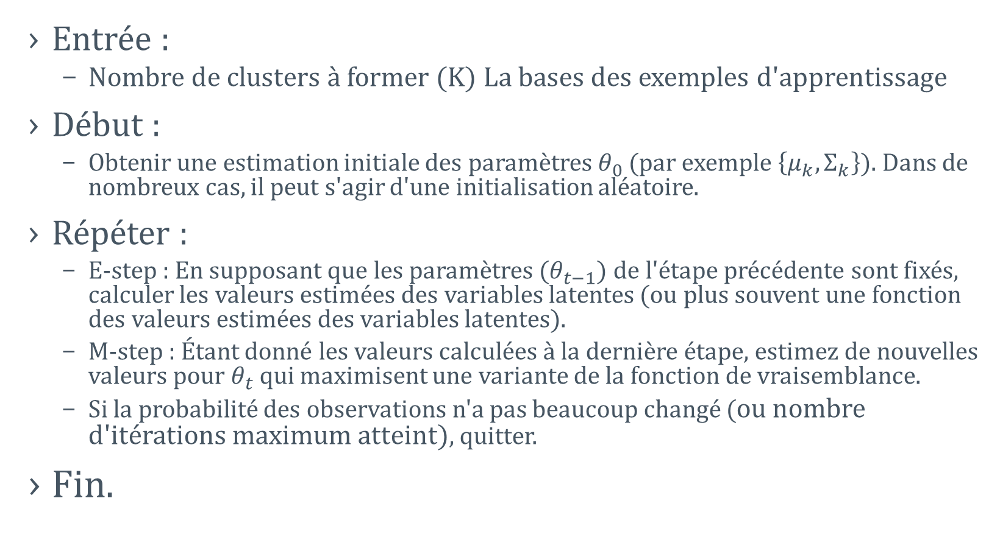 › Entrée :
– Nombre de clusters à former (K) La bases des exemples d'apprentissage
› Début :
– Obtenir une estimation initiale des paramètres θ₀ (par exemple {μₖ, Σₖ}). Dans de
nombreux cas, il peut s'agir d'une initialisation aléatoire.
› Répéter :
– E-step : En supposant que les paramètres (θₜ₋₁) de l'étape précédente sont fixés,
calculer les valeurs estimées des variables latentes (ou plus souvent une fonction
des valeurs estimées des variables latentes).
– M-step : Étant donné les valeurs calculées à la dernière étape, estimez de nouvelles
valeurs pour θₜ qui maximisent une variante de la fonction de vraisemblance.
– Si la probabilité des observations n'a pas beaucoup changé (ou nombre
d'itérations maximum atteint), quitter.
› Fin.